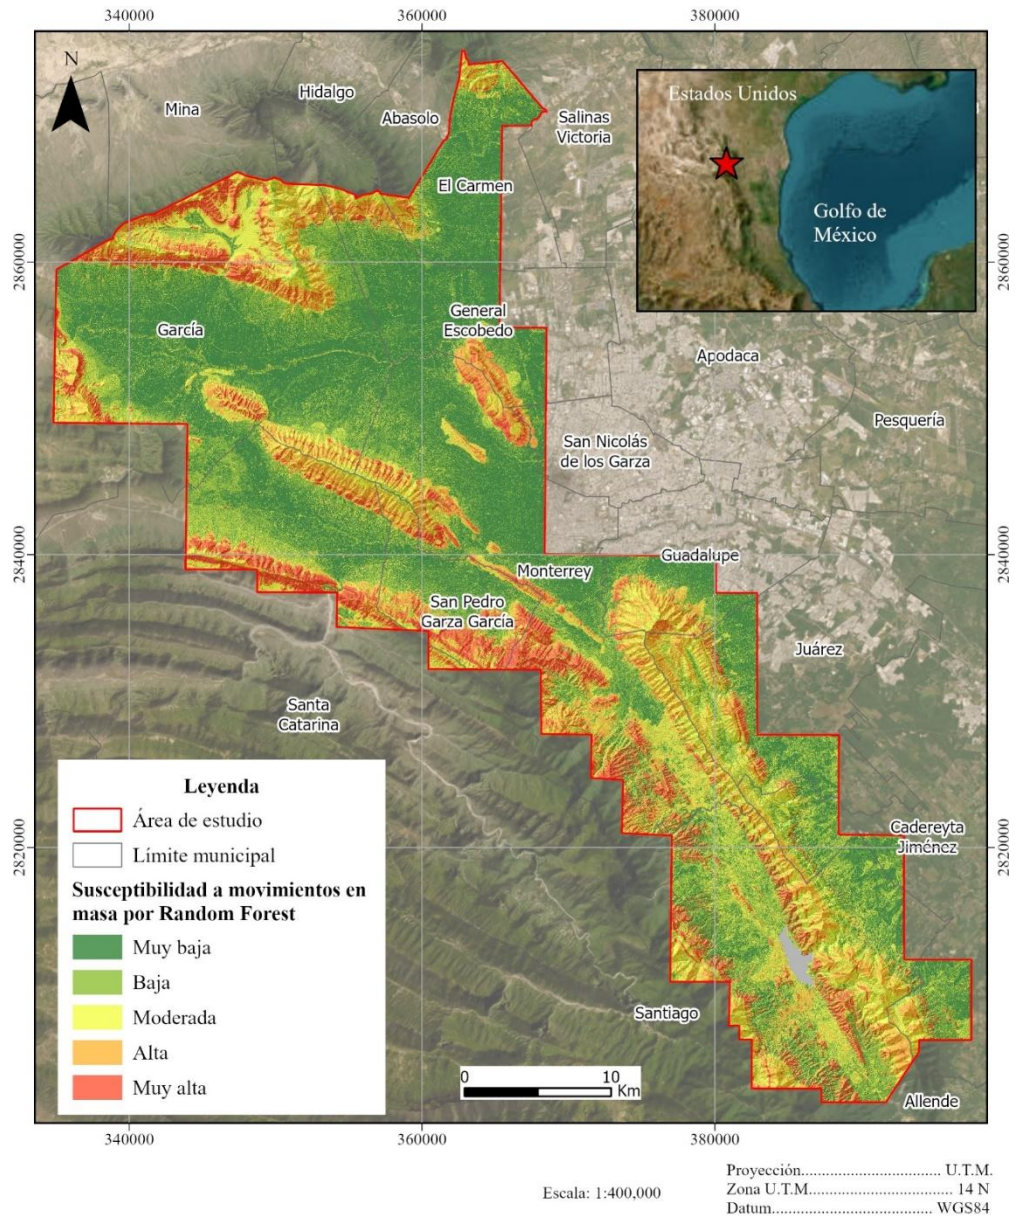 340000
360000
380000
N
Mina
Hidalgo
Abasolo
Salinas
Victoria
El Carmen
Estados Unidos
Golfo de
México
2860000
2860000
García
General
Escobedo
Apodaca
Pesquería
San Nicolás
de los Garza
2840000
2840000
Guadalupe
Monterrey
San Pedro
Garza García
Juárez
Santa
Catarina
Leyenda
Área de estudio
Límite municipal
Susceptibilidad a movimientos en
masa por Random Forest
Muy baja
Baja
Moderada
Alta
Muy alta
2820000
2820000
Cadereyta
Jiménez
Santiago
0
10
Km
Allende
340000
360000
380000
Escala: 1:400,000
Proyección................................ U.T.M.
Zona U.T.M................................ 14 N
Datum....................................... WGS84